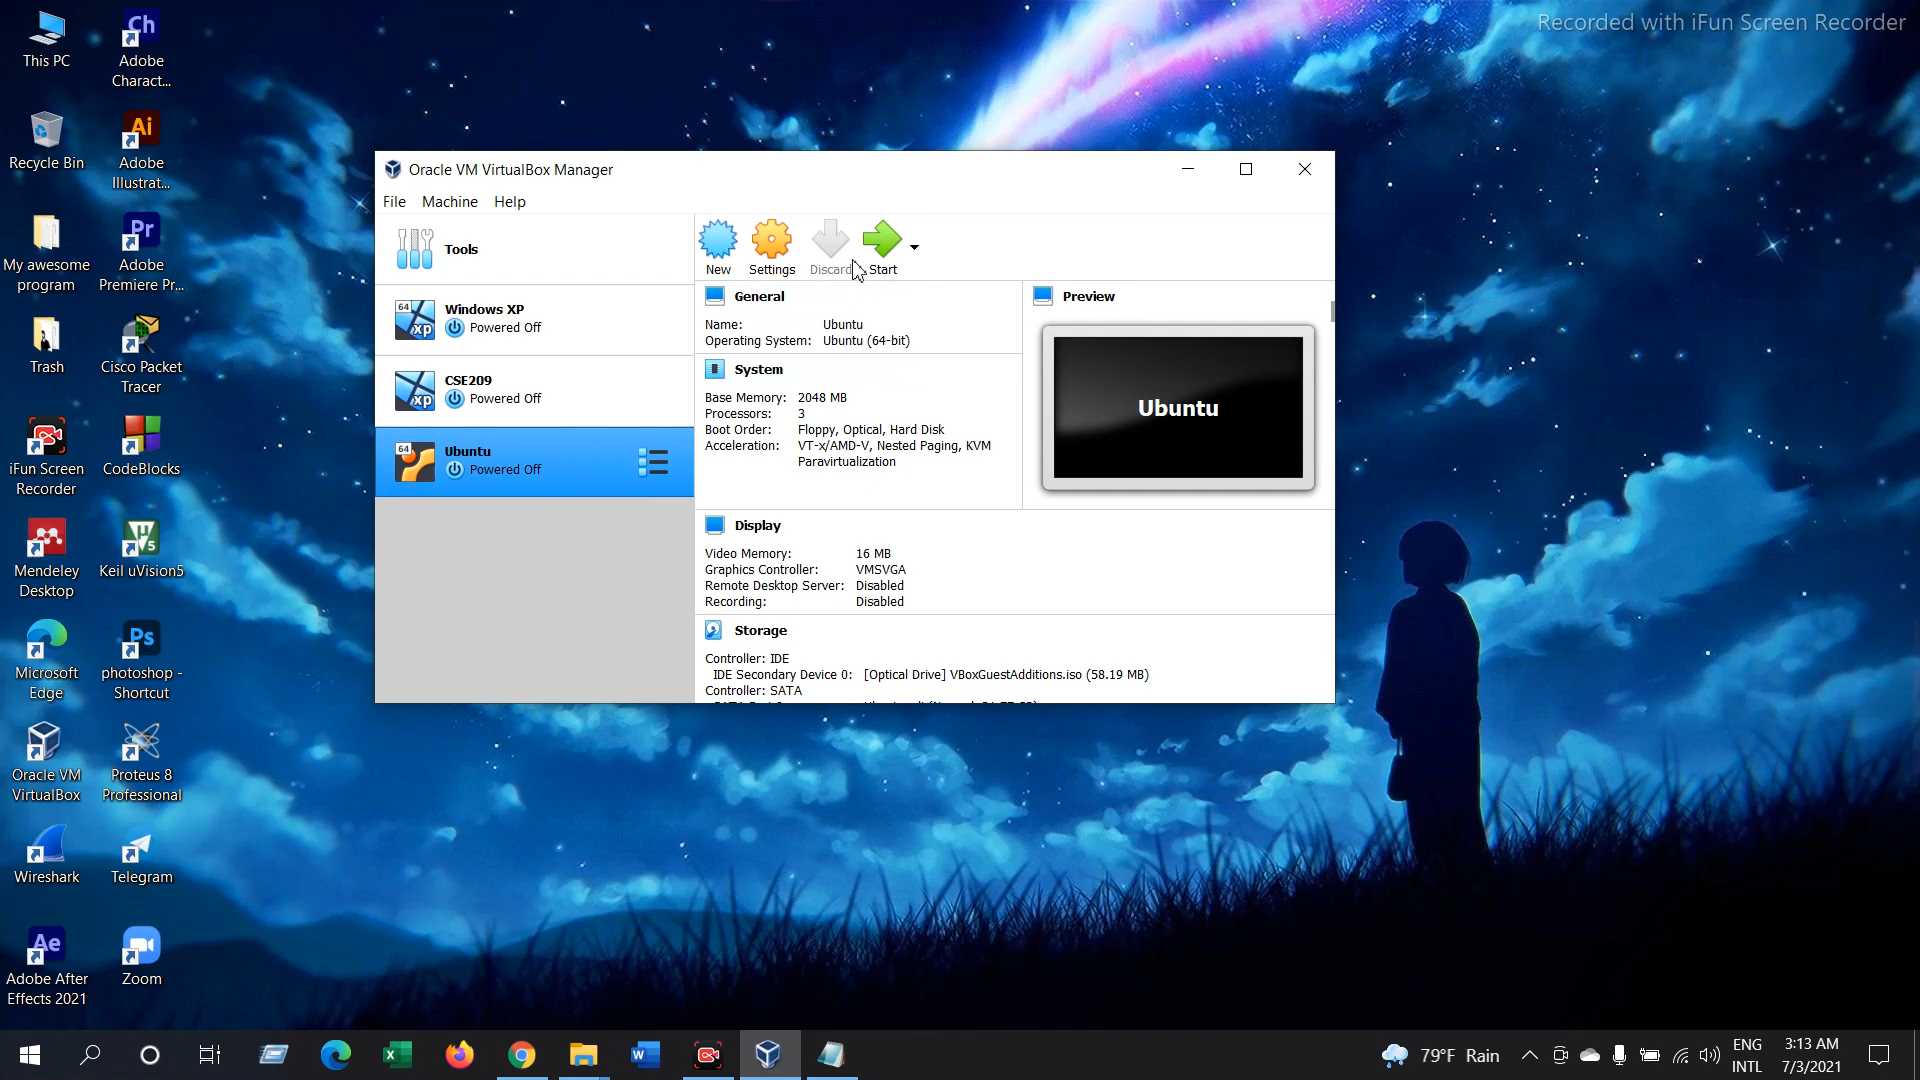 Recorded with iFun Screen Recorder
This PC
Adobe
Charact...
Recycle Bin
Adobe
Illustrat...
My awesome
program
Adobe
Premiere Pr...
Trash
Cisco Packet
Tracer
iFun Screen
Recorder
CodeBlocks
Mendeley
Desktop
Keil uVision5
Microsoft
Edge
photoshop -
Shortcut
Oracle VM
VirtualBox
Proteus 8
Professional
Wireshark
Telegram
Adobe After
Effects 2021
Zoom
Oracle VM VirtualBox Manager
File Machine Help
Tools
Windows XP
Powered Off
CSE209
Powered Off
Ubuntu
Powered Off
New Settings Discard Start
General
Name: Ubuntu
Operating System: Ubuntu (64-bit)
System
Base Memory: 2048 MB
Processors: 3
Boot Order: Floppy, Optical, Hard Disk
Acceleration: VT-x/AMD-V, Nested Paging, KVM
Paravirtualization
Preview
Ubuntu
Display
Video Memory: 16 MB
Graphics Controller: VMSVGA
Remote Desktop Server: Disabled
Recording: Disabled
Storage
Controller: IDE
IDE Secondary Device 0: [Optical Drive] VBoxGuestAdditions.iso (58.19 MB)
Controller: SATA
79°F Rain
ENG
INTL
3:13 AM
7/3/2021